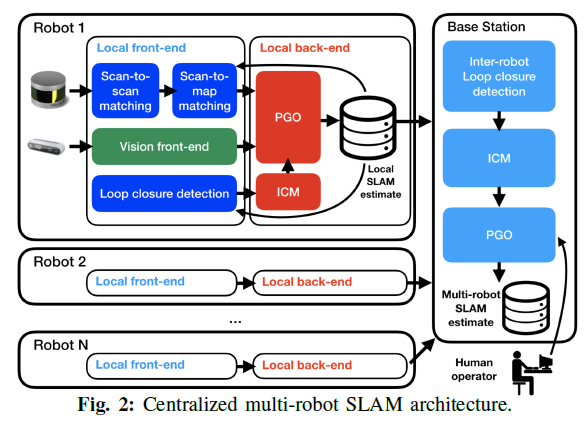 Robot 1
Local front-end
Local back-end
Scan-to-
scan
matching
Scan-to-
map
matching
PGO
Vision front-end
Loop closure detection
ICM
Local
SLAM
estimate
Robot 2
Local front-end
Local back-end
...
Robot N
Local front-end
Local back-end
Base Station
Inter-robot
Loop closure
detection
ICM
PGO
Multi-robot
SLAM
estimate
Human
operator
Fig. 2: Centralized multi-robot SLAM architecture.